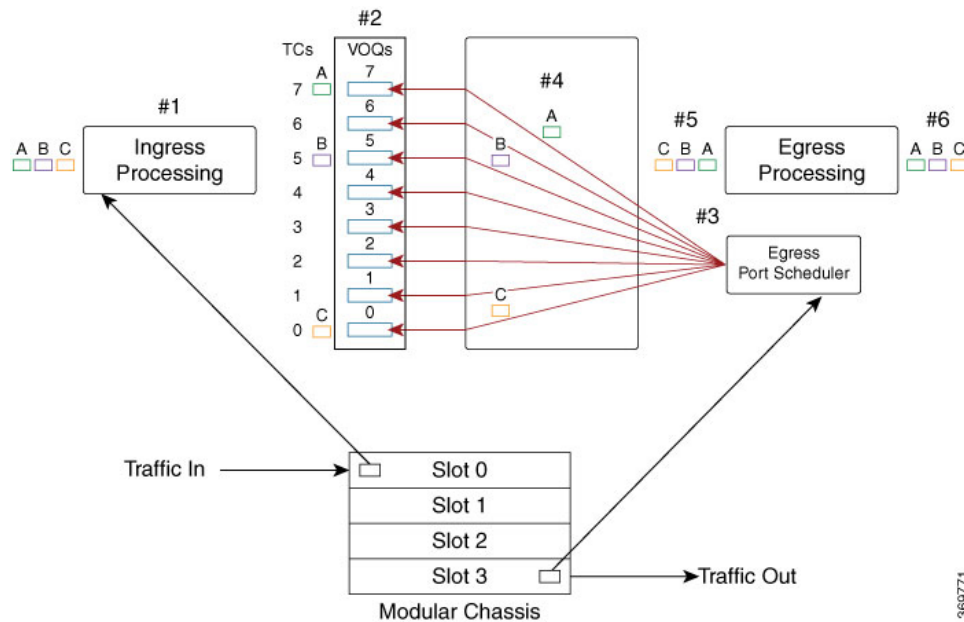 #2
TCs VOQs
A
7 7
#4
#1
6 6
A
#5 #6
B
5 5
B
A B C
Ingress
Processing
C B A
Egress
Processing
A B C
4 4
#3
3 3
Egress
Port Scheduler
2 2
1 1
C
C
0 0
Traffic In
Slot 0
Slot 1
Slot 2
Slot 3
Traffic Out
Modular Chassis
369771